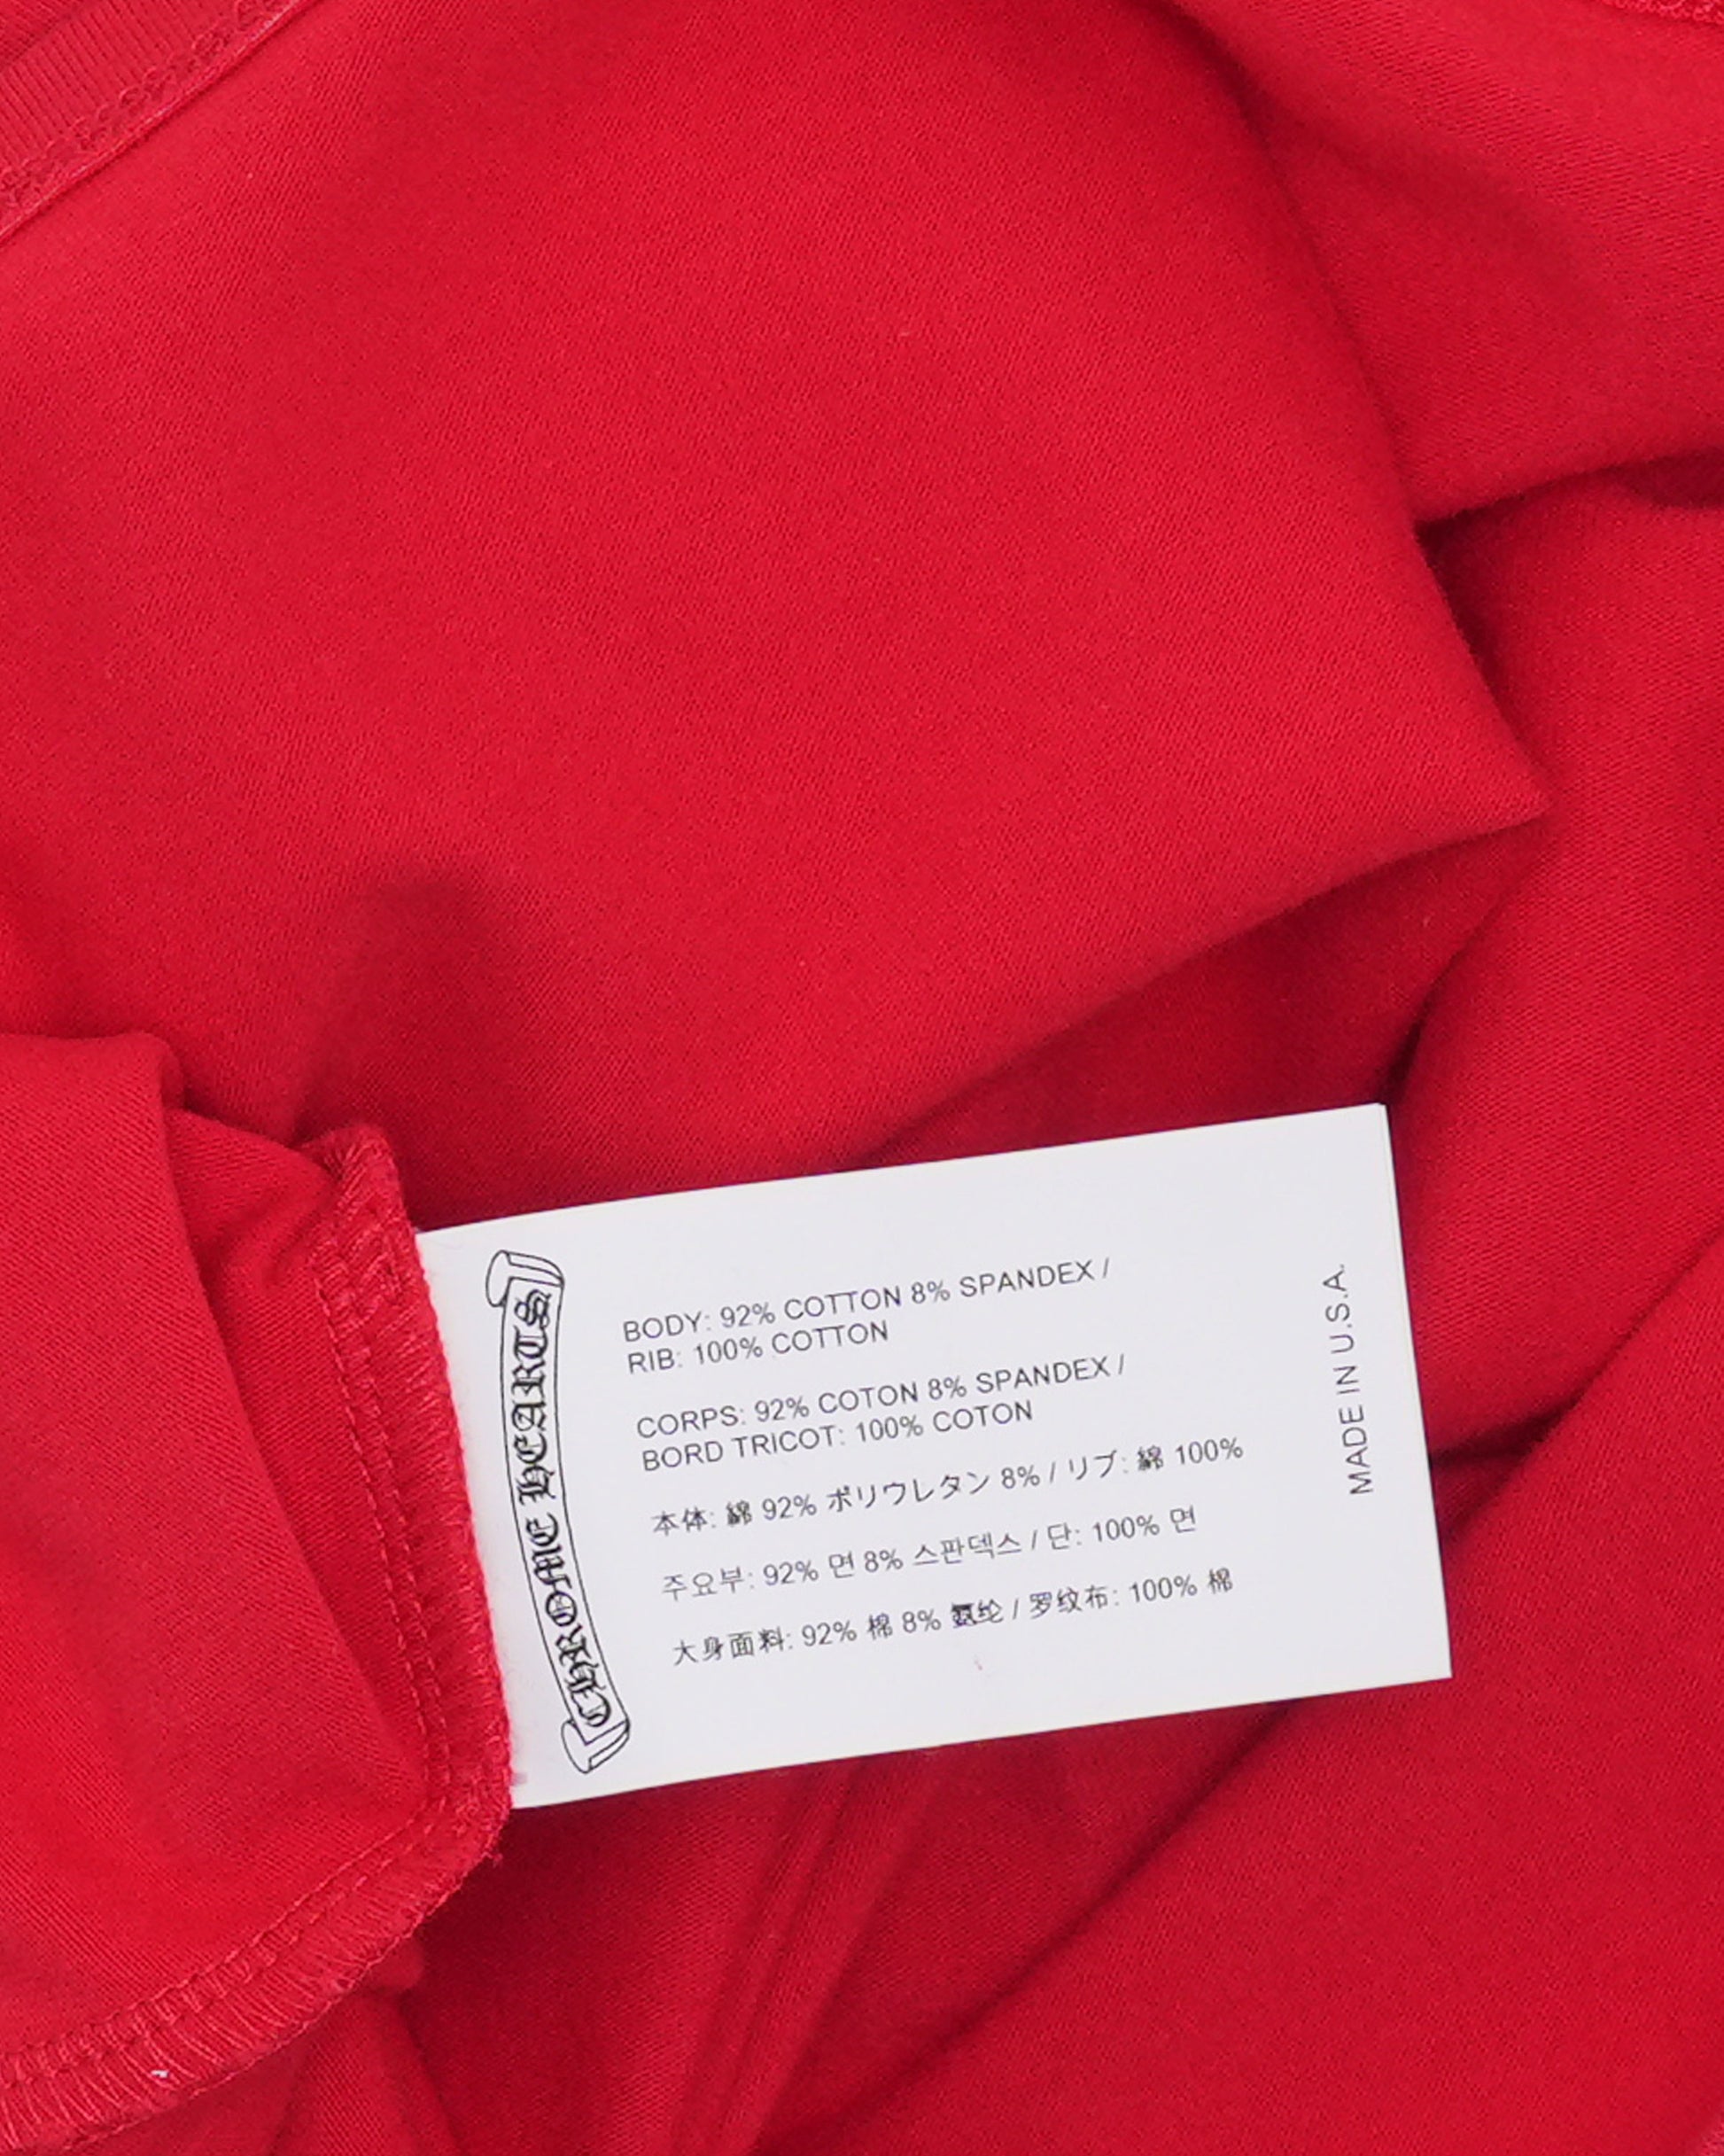 CHROME HEARTS
BODY: 92% COTTON 8% SPANDEX /
RIB: 100% COTTON
CORPS: 92% COTON 8% SPANDEX /
BORD TRICOT: 100% COTON
本体: 綿 92% ポリウレタン 8% / リブ: 綿 100%
주요부: 92% 면 8% 스판덱스 / 단: 100% 면
大身面料: 92% 棉 8% 氨纶 / 罗纹布: 100% 棉
MADE IN U.S.A.